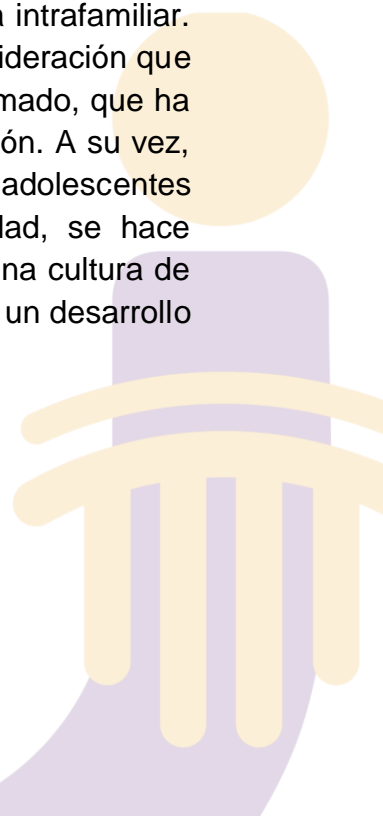 intrafamiliar.
ideración que
mado, que ha
ón. A su vez,
adolescentes
lad, se hace
na cultura de
un desarrollo